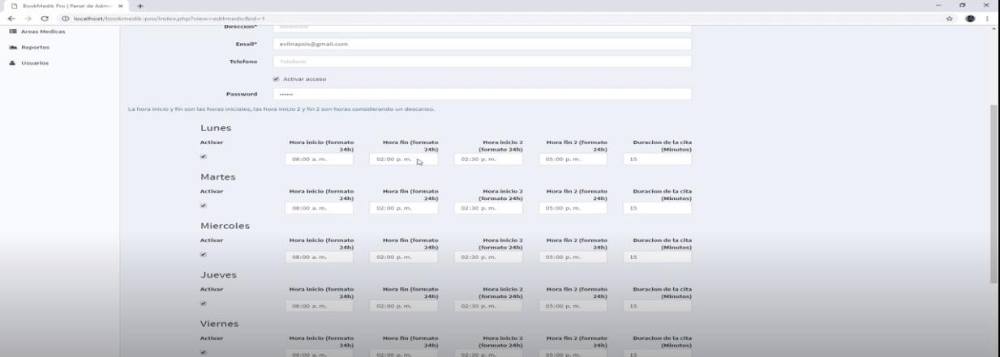 BookMedik Pro | Panel de Admin
localhost/bookmedik-pro/index.php?view=editmedic&id=1
Areas Medicas
Reportes
Usuarios
Direccion*
Direccion
Email*
evilnapsis@gmail.com
Telefono
Telefono
Activar acceso
Password
••••••
La hora inicio y fin son las horas iniciales, las hora inicio 2 y fin 2 son horas considerando un descanso.
Lunes
Activar Hora inicio (formato 24h) Hora fin (formato 24h) Hora inicio 2 (formato 24h) Hora fin 2 (formato 24h) Duracion de la cita (Minutos)
08:00 a. m. 02:00 p. m. 02:30 p. m. 05:00 p. m. 15
Martes
Activar Hora inicio (formato 24h) Hora fin (formato 24h) Hora inicio 2 (formato 24h) Hora fin 2 (formato 24h) Duracion de la cita (Minutos)
08:00 a. m. 02:00 p. m. 02:30 p. m. 05:00 p. m. 15
Miercoles
Activar Hora inicio (formato 24h) Hora fin (formato 24h) Hora inicio 2 (formato 24h) Hora fin 2 (formato 24h) Duracion de la cita (Minutos)
08:00 a. m. 02:00 p. m. 02:30 p. m. 05:00 p. m. 15
Jueves
Activar Hora inicio (formato 24h) Hora fin (formato 24h) Hora inicio 2 (formato 24h) Hora fin 2 (formato 24h) Duracion de la cita (Minutos)
08:00 a. m. 02:00 p. m. 02:30 p. m. 05:00 p. m. 15
Viernes
Activar Hora inicio (formato 24h) Hora fin (formato 24h) Hora inicio 2 (formato 24h) Hora fin 2 (formato 24h) Duracion de la cita (Minutos)
08:00 a. m. 02:00 p. m. 02:30 p. m. 05:00 p. m. 15